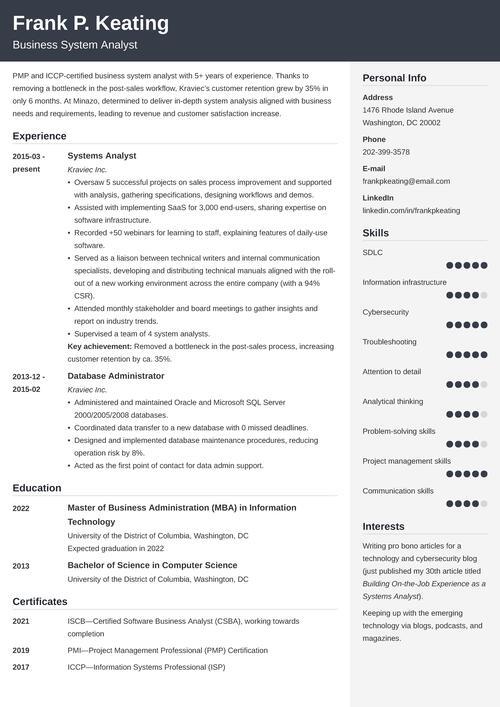 Frank P. Keating
Business System Analyst
PMP and ICCP-certified business system analyst with 5+ years of experience. Thanks to
removing a bottleneck in the post-sales workflow, Kraviec's customer retention grew by 35% in
only 6 months. At Minazo, determined to deliver in-depth system analysis aligned with business
needs and requirements, leading to revenue and customer satisfaction increase.
Experience
2015-03 -
present
Systems Analyst
Kraviec Inc.
• Oversaw 5 successful projects on sales process improvement and supported
with analysis, gathering specifications, designing workflows and demos.
• Assisted with implementing SaaS for 3,000 end-users, sharing expertise on
software infrastructure.
• Recorded +50 webinars for learning to staff, explaining features of daily-use
software.
• Served as a liaison between technical writers and internal communication
specialists, developing and distributing technical manuals aligned with the roll-
out of a new working environment across the entire company (with a 94%
CSR).
• Attended monthly stakeholder and board meetings to gather insights and
report on industry trends.
• Supervised a team of 4 system analysts.
Key achievement: Removed a bottleneck in the post-sales process, increasing
customer retention by ca. 35%.
2013-12 -
2015-02
Database Administrator
Kraviec Inc.
• Administered and maintained Oracle and Microsoft SQL Server
2000/2005/2008 databases.
• Coordinated data transfer to a new database with 0 missed deadlines.
• Designed and implemented database maintenance procedures, reducing
operation risk by 8%.
• Acted as the first point of contact for data admin support.
Education
2022
Master of Business Administration (MBA) in Information
Technology
University of the District of Columbia, Washington, DC
Expected graduation in 2022
2013
Bachelor of Science in Computer Science
University of the District of Columbia, Washington, DC
Certificates
2021
ISCB—Certified Software Business Analyst (CSBA), working towards
completion
2019
PMI—Project Management Professional (PMP) Certification
2017
ICCP—Information Systems Professional (ISP)
Personal Info
Address
1476 Rhode Island Avenue
Washington, DC 20002
Phone
202-399-3578
E-mail
frankpkeating@email.com
LinkedIn
linkedin.com/in/frankpkeating
Skills
SDLC
Information infrastructure
Cybersecurity
Troubleshooting
Attention to detail
Analytical thinking
Problem-solving skills
Project management skills
Communication skills
Interests
Writing pro bono articles for a
technology and cybersecurity blog
(just published my 30th article titled
Building On-the-Job Experience as a
Systems Analyst).
Keeping up with the emerging
technology via blogs, podcasts, and
magazines.